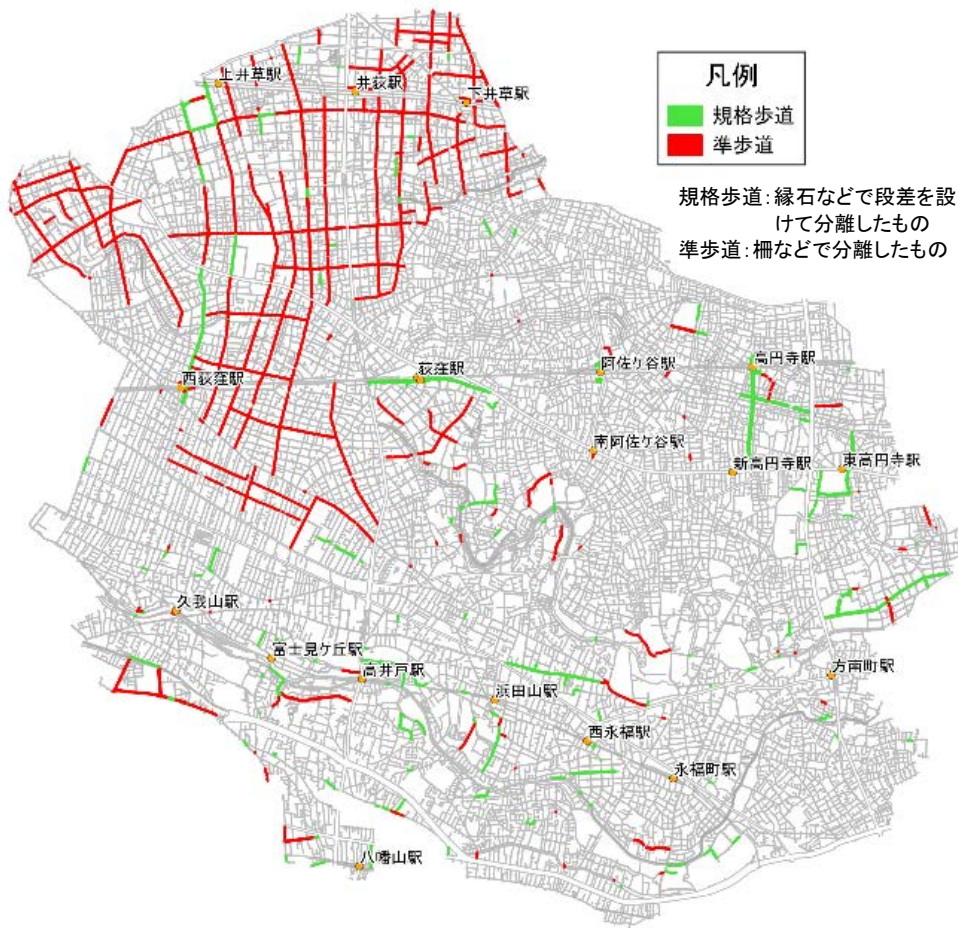 凡例
規格歩道
準歩道
規格歩道:縁石などで段差を設
けて分離したもの
準歩道:柵などで分離したもの
上井草駅
井荻駅
下井草駅
西荻窪駅
荻窪駅
阿佐ケ谷駅
高円寺駅
南阿佐ケ谷駅
新高円寺駅
東高円寺駅
久我山駅
富士見ケ丘駅
高井戸駅
浜田山駅
方南町駅
西永福駅
永福町駅
八幡山駅